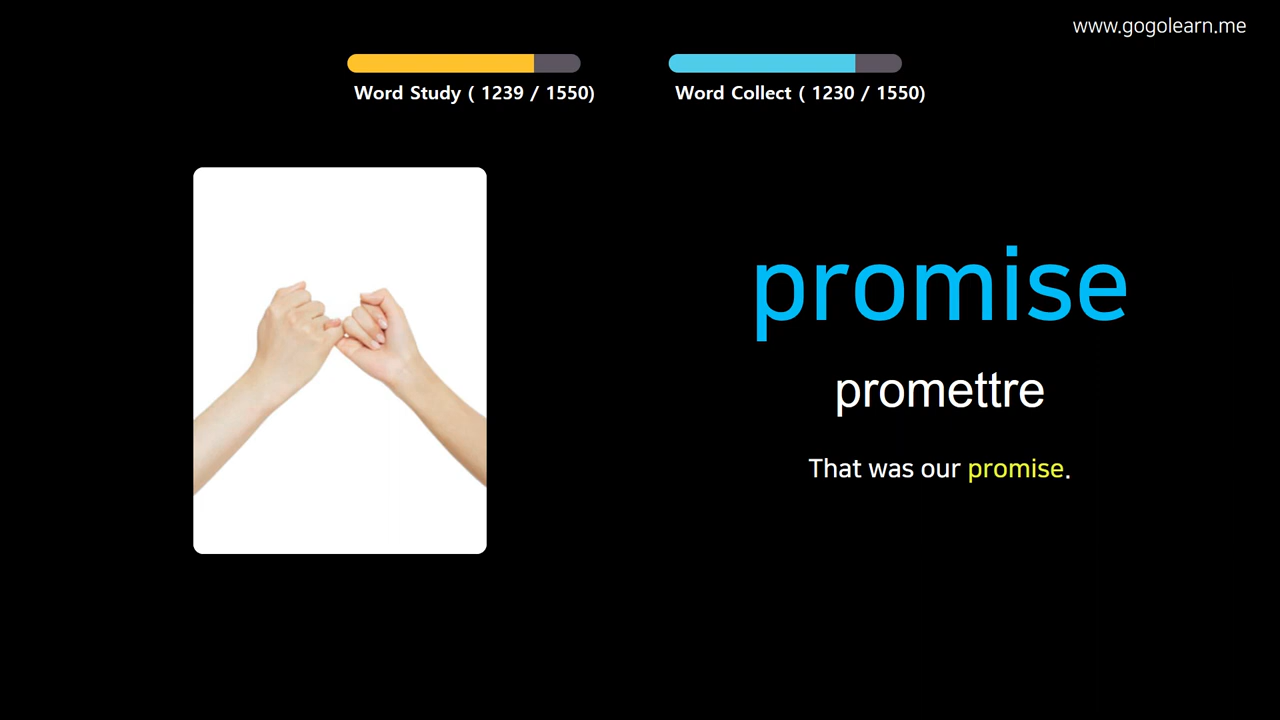 www.gogolearn.me
Word Study ( 1239 / 1550)
Word Collect ( 1230 / 1550)
promise
promettre
That was our promise.